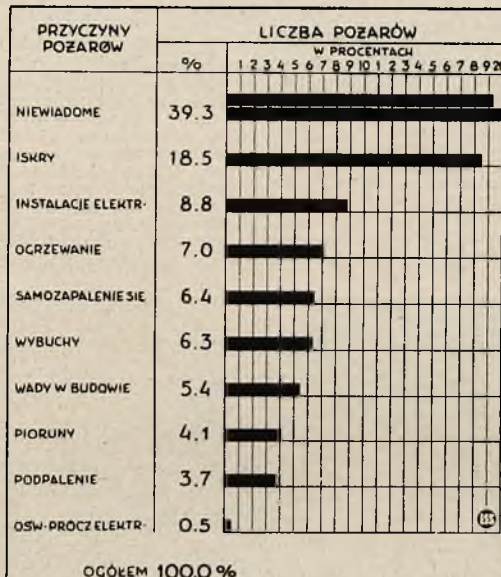 PRZYCZYNY POŻARÓW
LICZBA POŻARÓW
W PROCENTACH
% 1 2 3 4 5 6 7 8 9 10 1 2 3 4 5 6 7 8 9 20
NIEWIADOME 39.3
ISKRY 18.5
INSTALACJE ELEKTR· 8.8
OGRZEWANIE 7.0
SAMOZAPALENIE SIE 6.4
WYBUCHY 6.3
WADY W BUDOWIE 5.4
PIORUNY 4.1
PODPALENIE 3.7
OSW·PRÓCZ ELEKTR· 0.5
OGÓŁEM 100.0 %